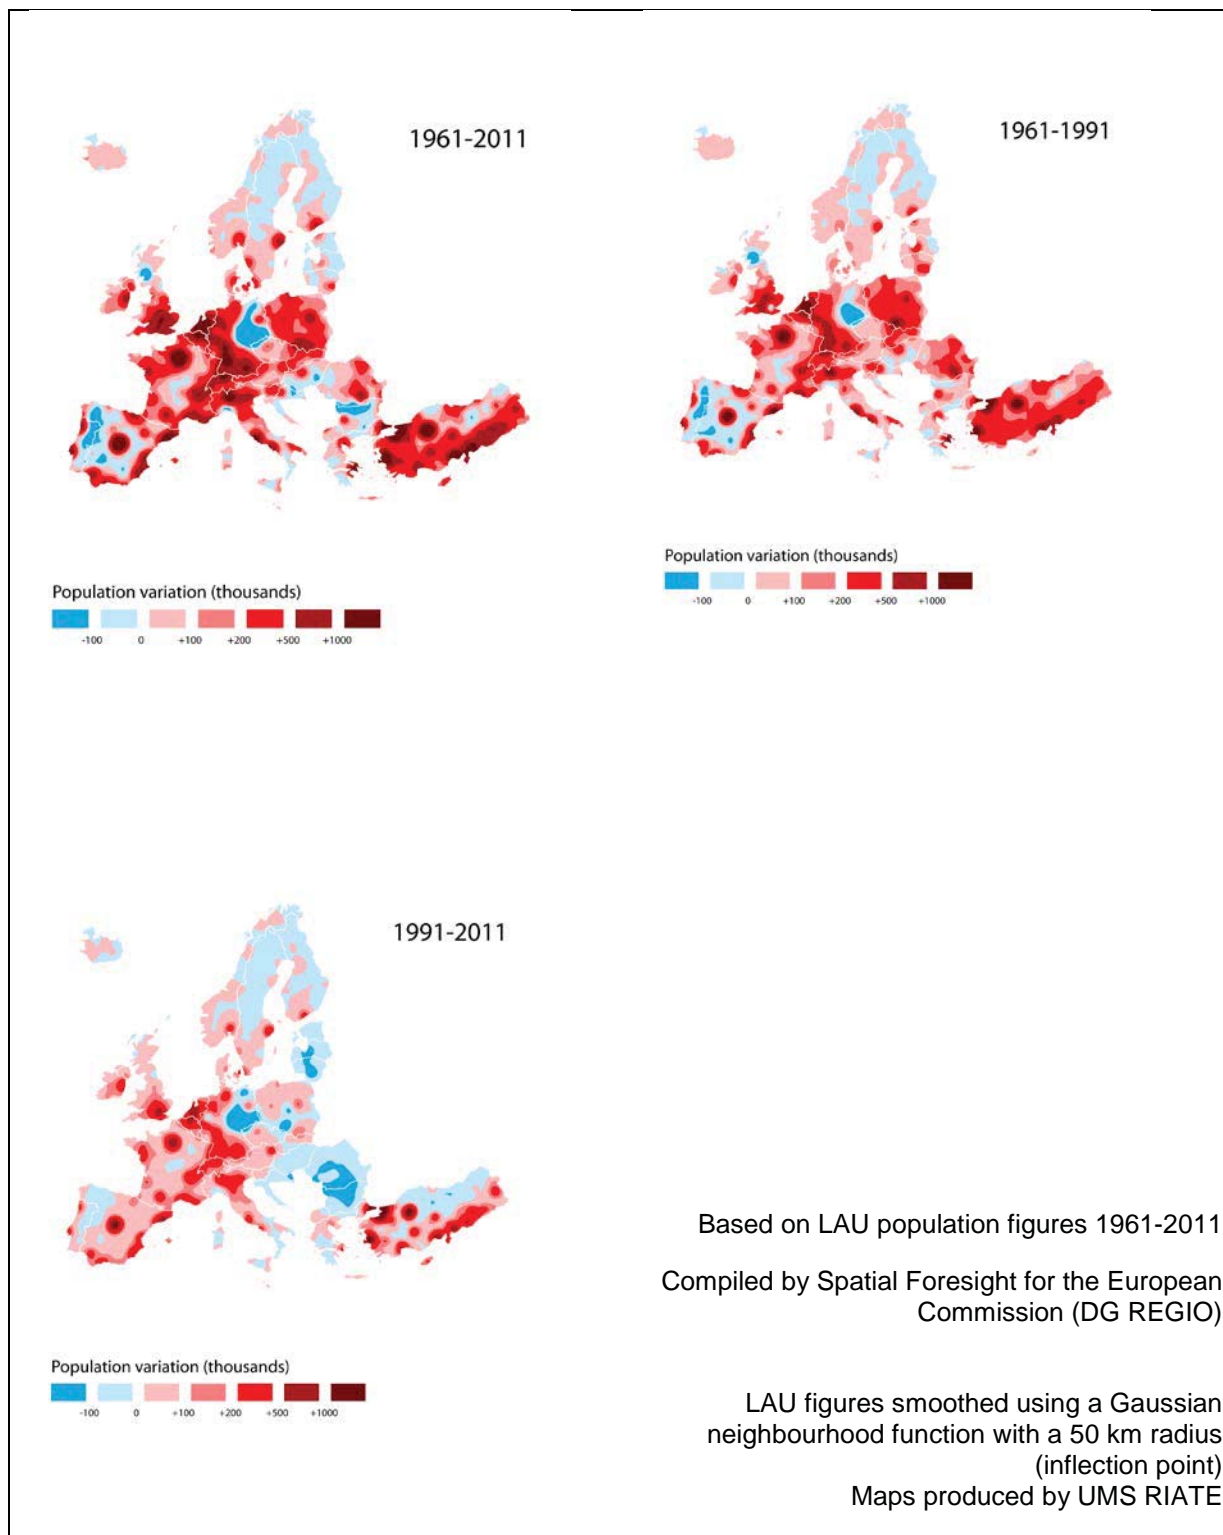 1961-2011
1961-1991
Population variation (thousands)
-100 0 +100 +200 +500 +1000
Population variation (thousands)
-100 0 +100 +200 +500 +1000
1991-2011
Population variation (thousands)
-100 0 +100 +200 +500 +1000
Based on LAU population figures 1961-2011
Compiled by Spatial Foresight for the European
Commission (DG REGIO)
LAU figures smoothed using a Gaussian
neighbourhood function with a 50 km radius
(inflection point)
Maps produced by UMS RIATE